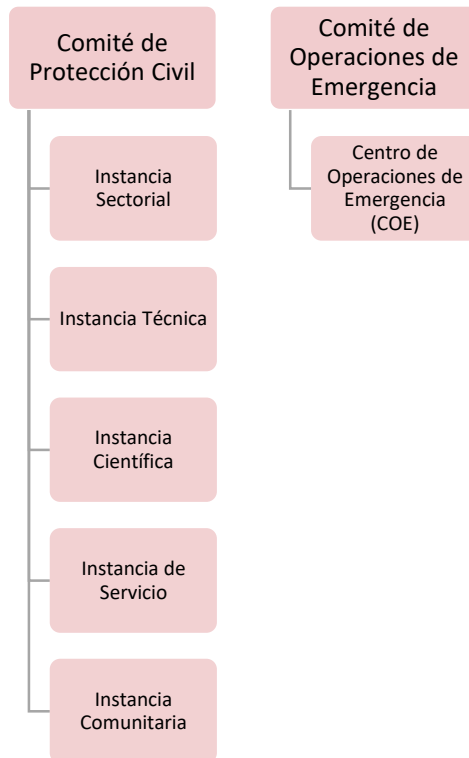 Comité de
Protección Civil
Instancia
Sectorial
Instancia Técnica
Instancia
Científica
Instancia de
Servicio
Instancia
Comunitaria
Comité de
Operaciones de
Emergencia
Centro de
Operaciones de
Emergencia
(COE)